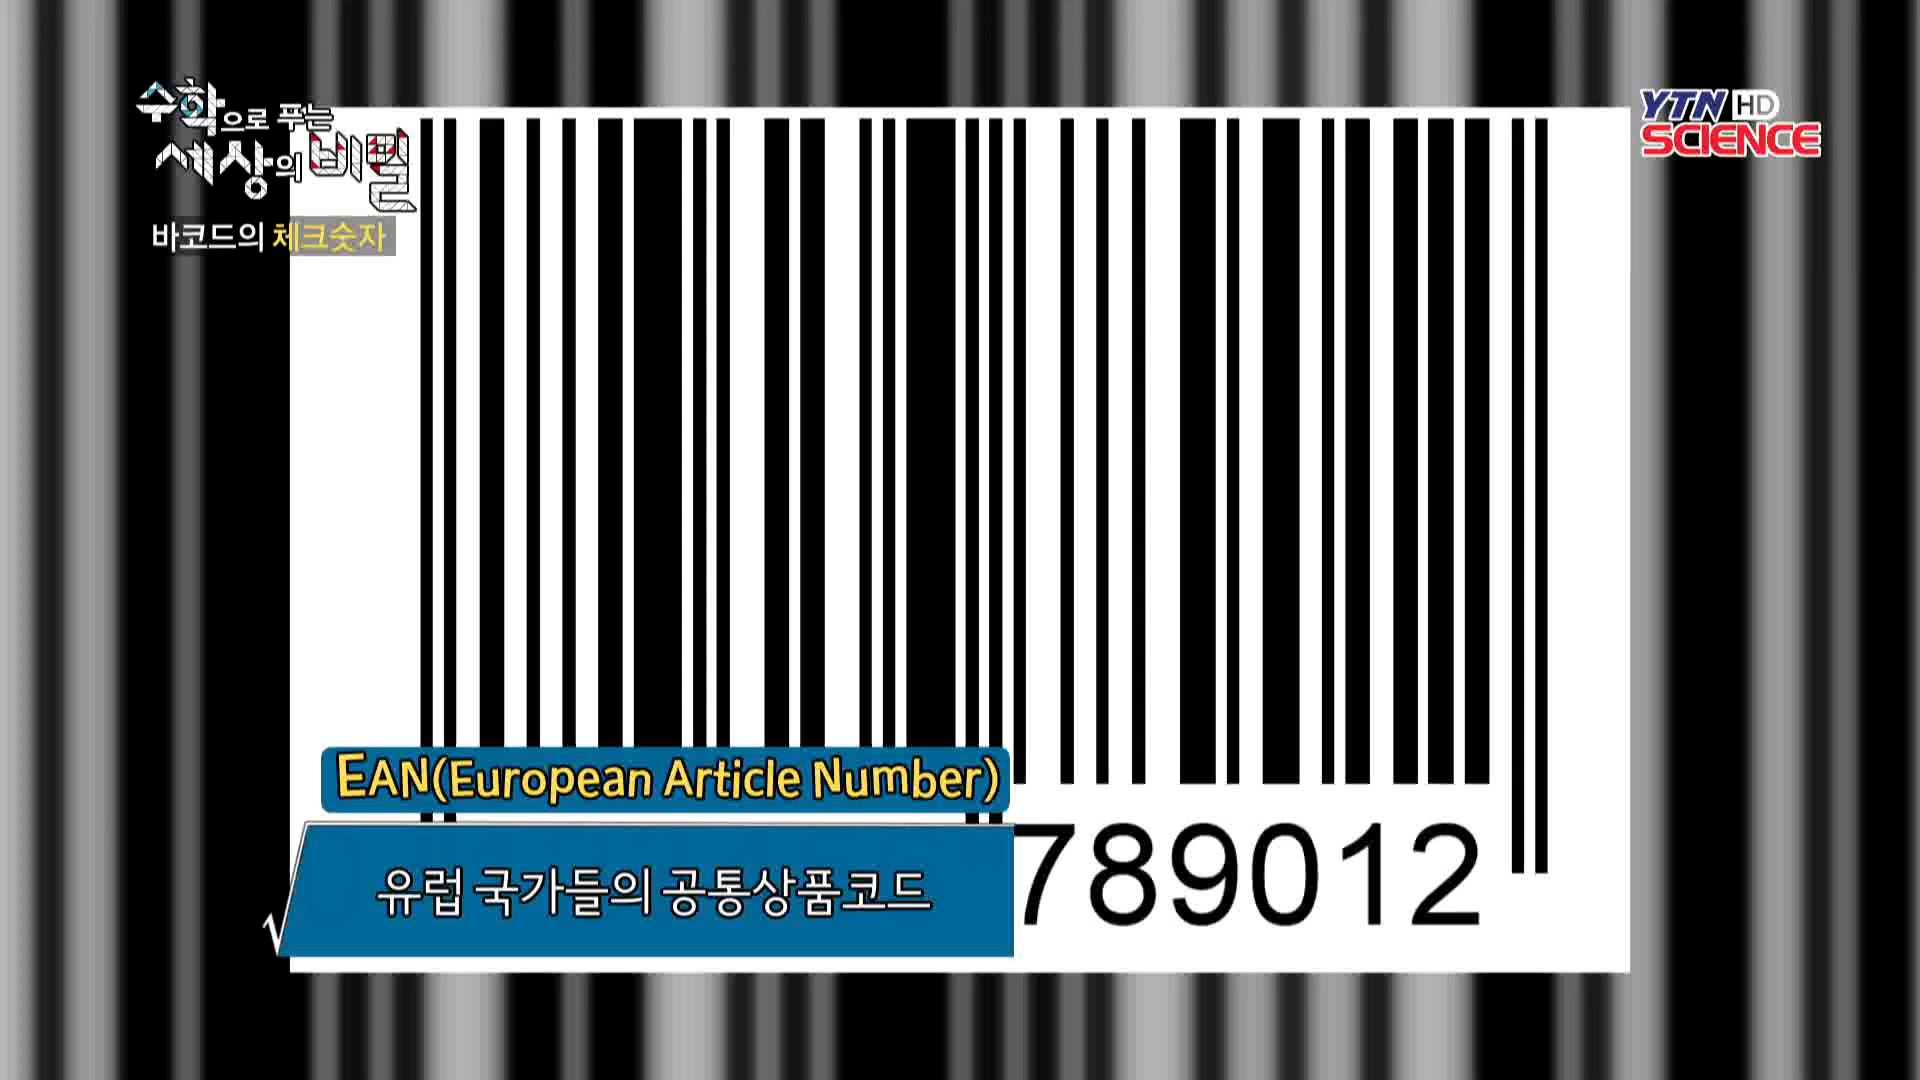 수학으로 푸는
세상의 비밀
바코드의 체크숫자
YTN HD
SCIENCE
EAN(European Article Number)
유럽 국가들의 공통상품코드
789012